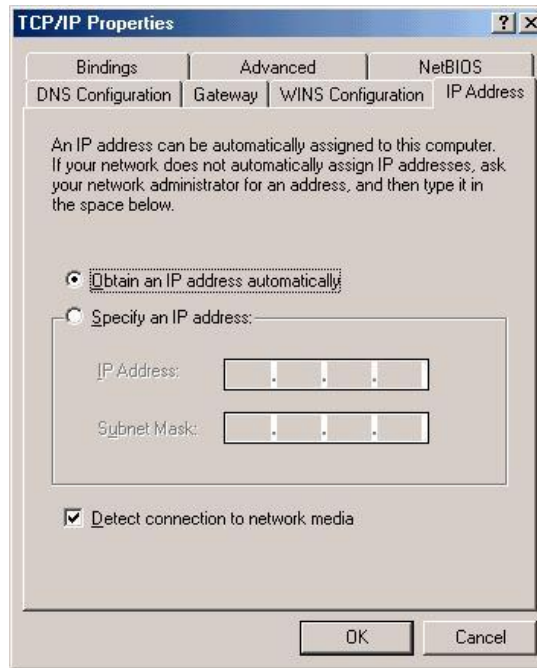 TCP/IP Properties
Bindings Advanced NetBIOS
DNS Configuration Gateway WINS Configuration IP Address
An IP address can be automatically assigned to this computer.
If your network does not automatically assign IP addresses, ask
your network administrator for an address, and then type it in
the space below.
Obtain an IP address automatically
Specify an IP address:
IP Address:
Subnet Mask:
Detect connection to network media
OK Cancel